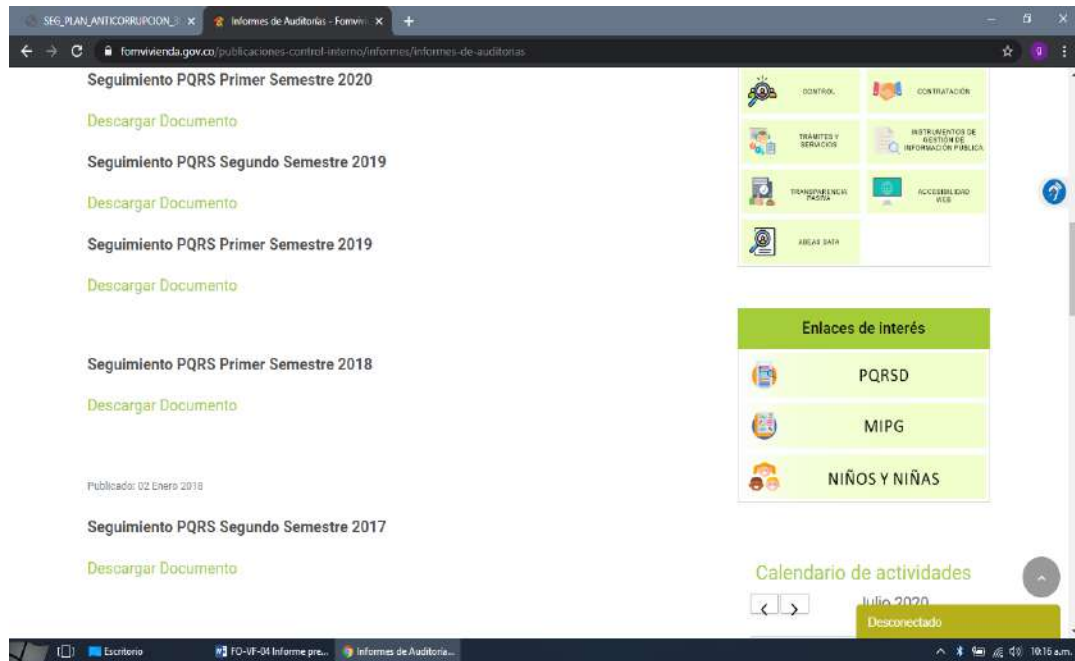 SEG_PLAN_ANTICORRUPCION_
Informes de Auditorías - Fomvivi
fomvivienda.gov.co/publicaciones-control-interno/informes/informes-de-auditorias
Seguimiento PQRS Primer Semestre 2020
Descargar Documento
Seguimiento PQRS Segundo Semestre 2019
Descargar Documento
Seguimiento PQRS Primer Semestre 2019
Descargar Documento
Seguimiento PQRS Primer Semestre 2018
Descargar Documento
Publicado: 02 Enero 2018
Seguimiento PQRS Segundo Semestre 2017
Descargar Documento
CONTROL
CONTRATACIÓN
TRÁMITES Y
SERVICIOS
INSTRUMENTOS DE
GESTIÓN DE
INFORMACIÓN PÚBLICA
TRANSPARENCIA
PASIVA
ACCESIBILIDAD
WEB
DATA
Enlaces de interés
PQRSD
MIPG
NIÑOS Y NIÑAS
Calendario de actividades
Julio 2020
Desconectado
Escritorio
FO-VF-04 Informe pre...
Informes de Auditoria...
10:16 a.m.